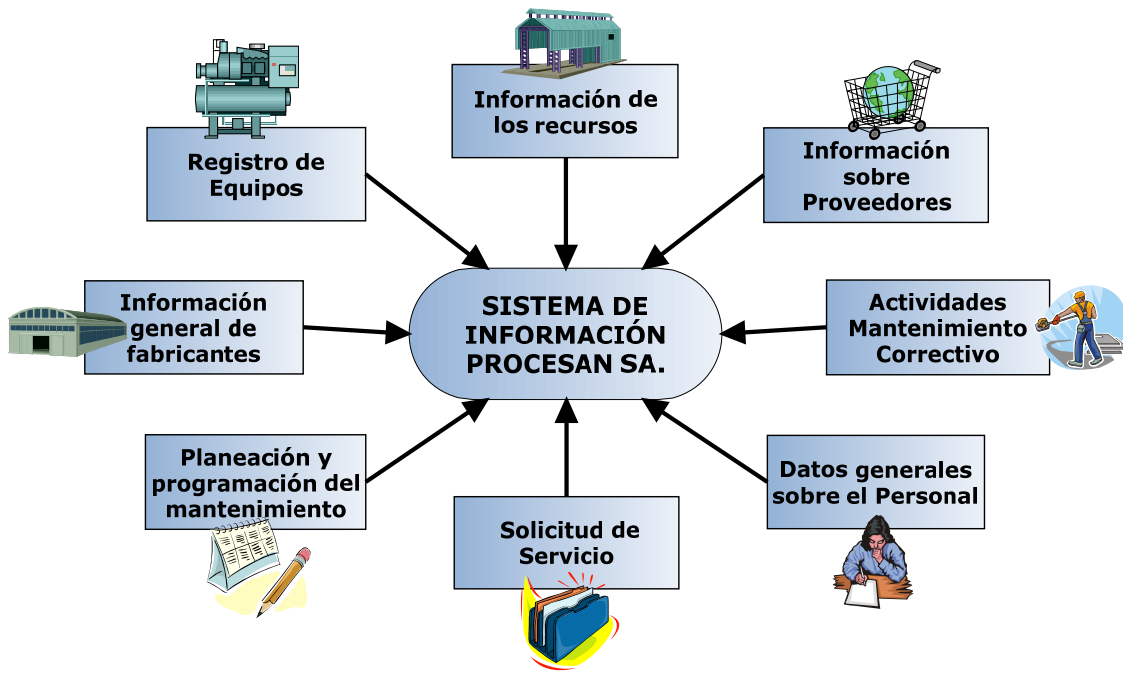 Información de
los recursos
Registro de
Equipos
Información
sobre
Proveedores
Información
general de
fabricantes
SISTEMA DE
INFORMACIÓN
PROCESAN SA.
Actividades
Mantenimiento
Correctivo
Planeación y
programación del
mantenimiento
Solicitud de
Servicio
Datos generales
sobre el Personal